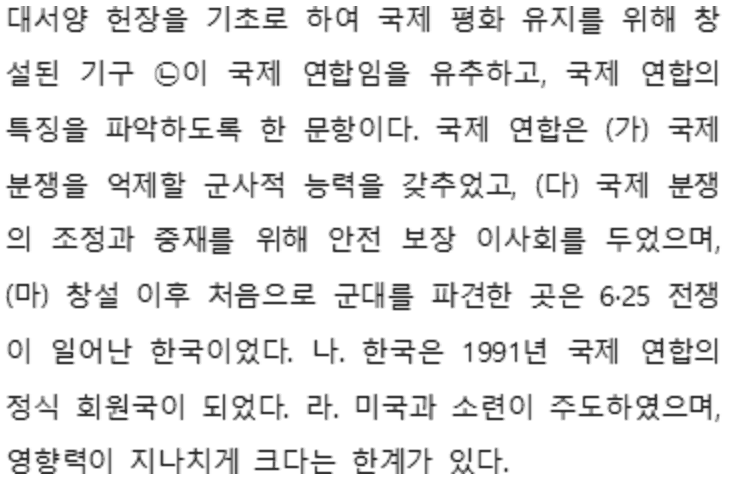 대서양 헌장을 기초로 하여 국제 평화 유지를 위해 창
설된 기구 ㉡이 국제 연합임을 유추하고, 국제 연합의
특징을 파악하도록 한 문항이다. 국제 연합은 (가) 국제
분쟁을 억제할 군사적 능력을 갖추었고, (다) 국제 분쟁
의 조정과 중재를 위해 안전 보장 이사회를 두었으며,
(마) 창설 이후 처음으로 군대를 파견한 곳은 6·25 전쟁
이 일어난 한국이었다. 나. 한국은 1991년 국제 연합의
정식 회원국이 되었다. 라. 미국과 소련이 주도하였으며,
영향력이 지나치게 크다는 한계가 있다.